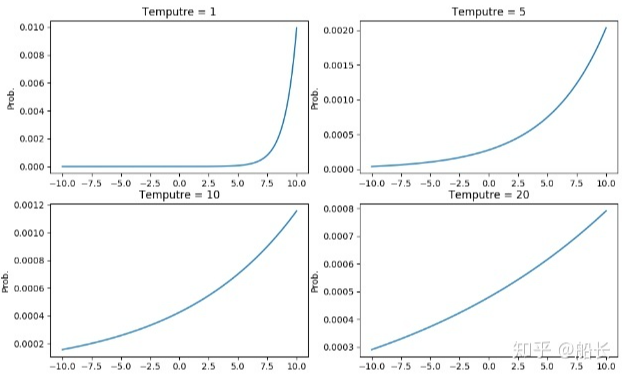 Temputre = 1
Prob.
0.010
0.008
0.006
0.004
0.002
0.000
−10.0 −7.5 −5.0 −2.5 0.0 2.5 5.0 7.5 10.0
Temputre = 5
Prob.
0.0020
0.0015
0.0010
0.0005
0.0000
−10.0 −7.5 −5.0 −2.5 0.0 2.5 5.0 7.5 10.0
Temputre = 10
Prob.
0.0012
0.0010
0.0008
0.0006
0.0004
0.0002
−10.0 −7.5 −5.0 −2.5 0.0 2.5 5.0 7.5 10.0
Temputre = 20
Prob.
0.0008
0.0007
0.0006
0.0005
0.0004
0.0003
−10.0 −7.5 −5.0 −2.5 0.0 2.5 5.0 7.5 10.0
知乎 @船长